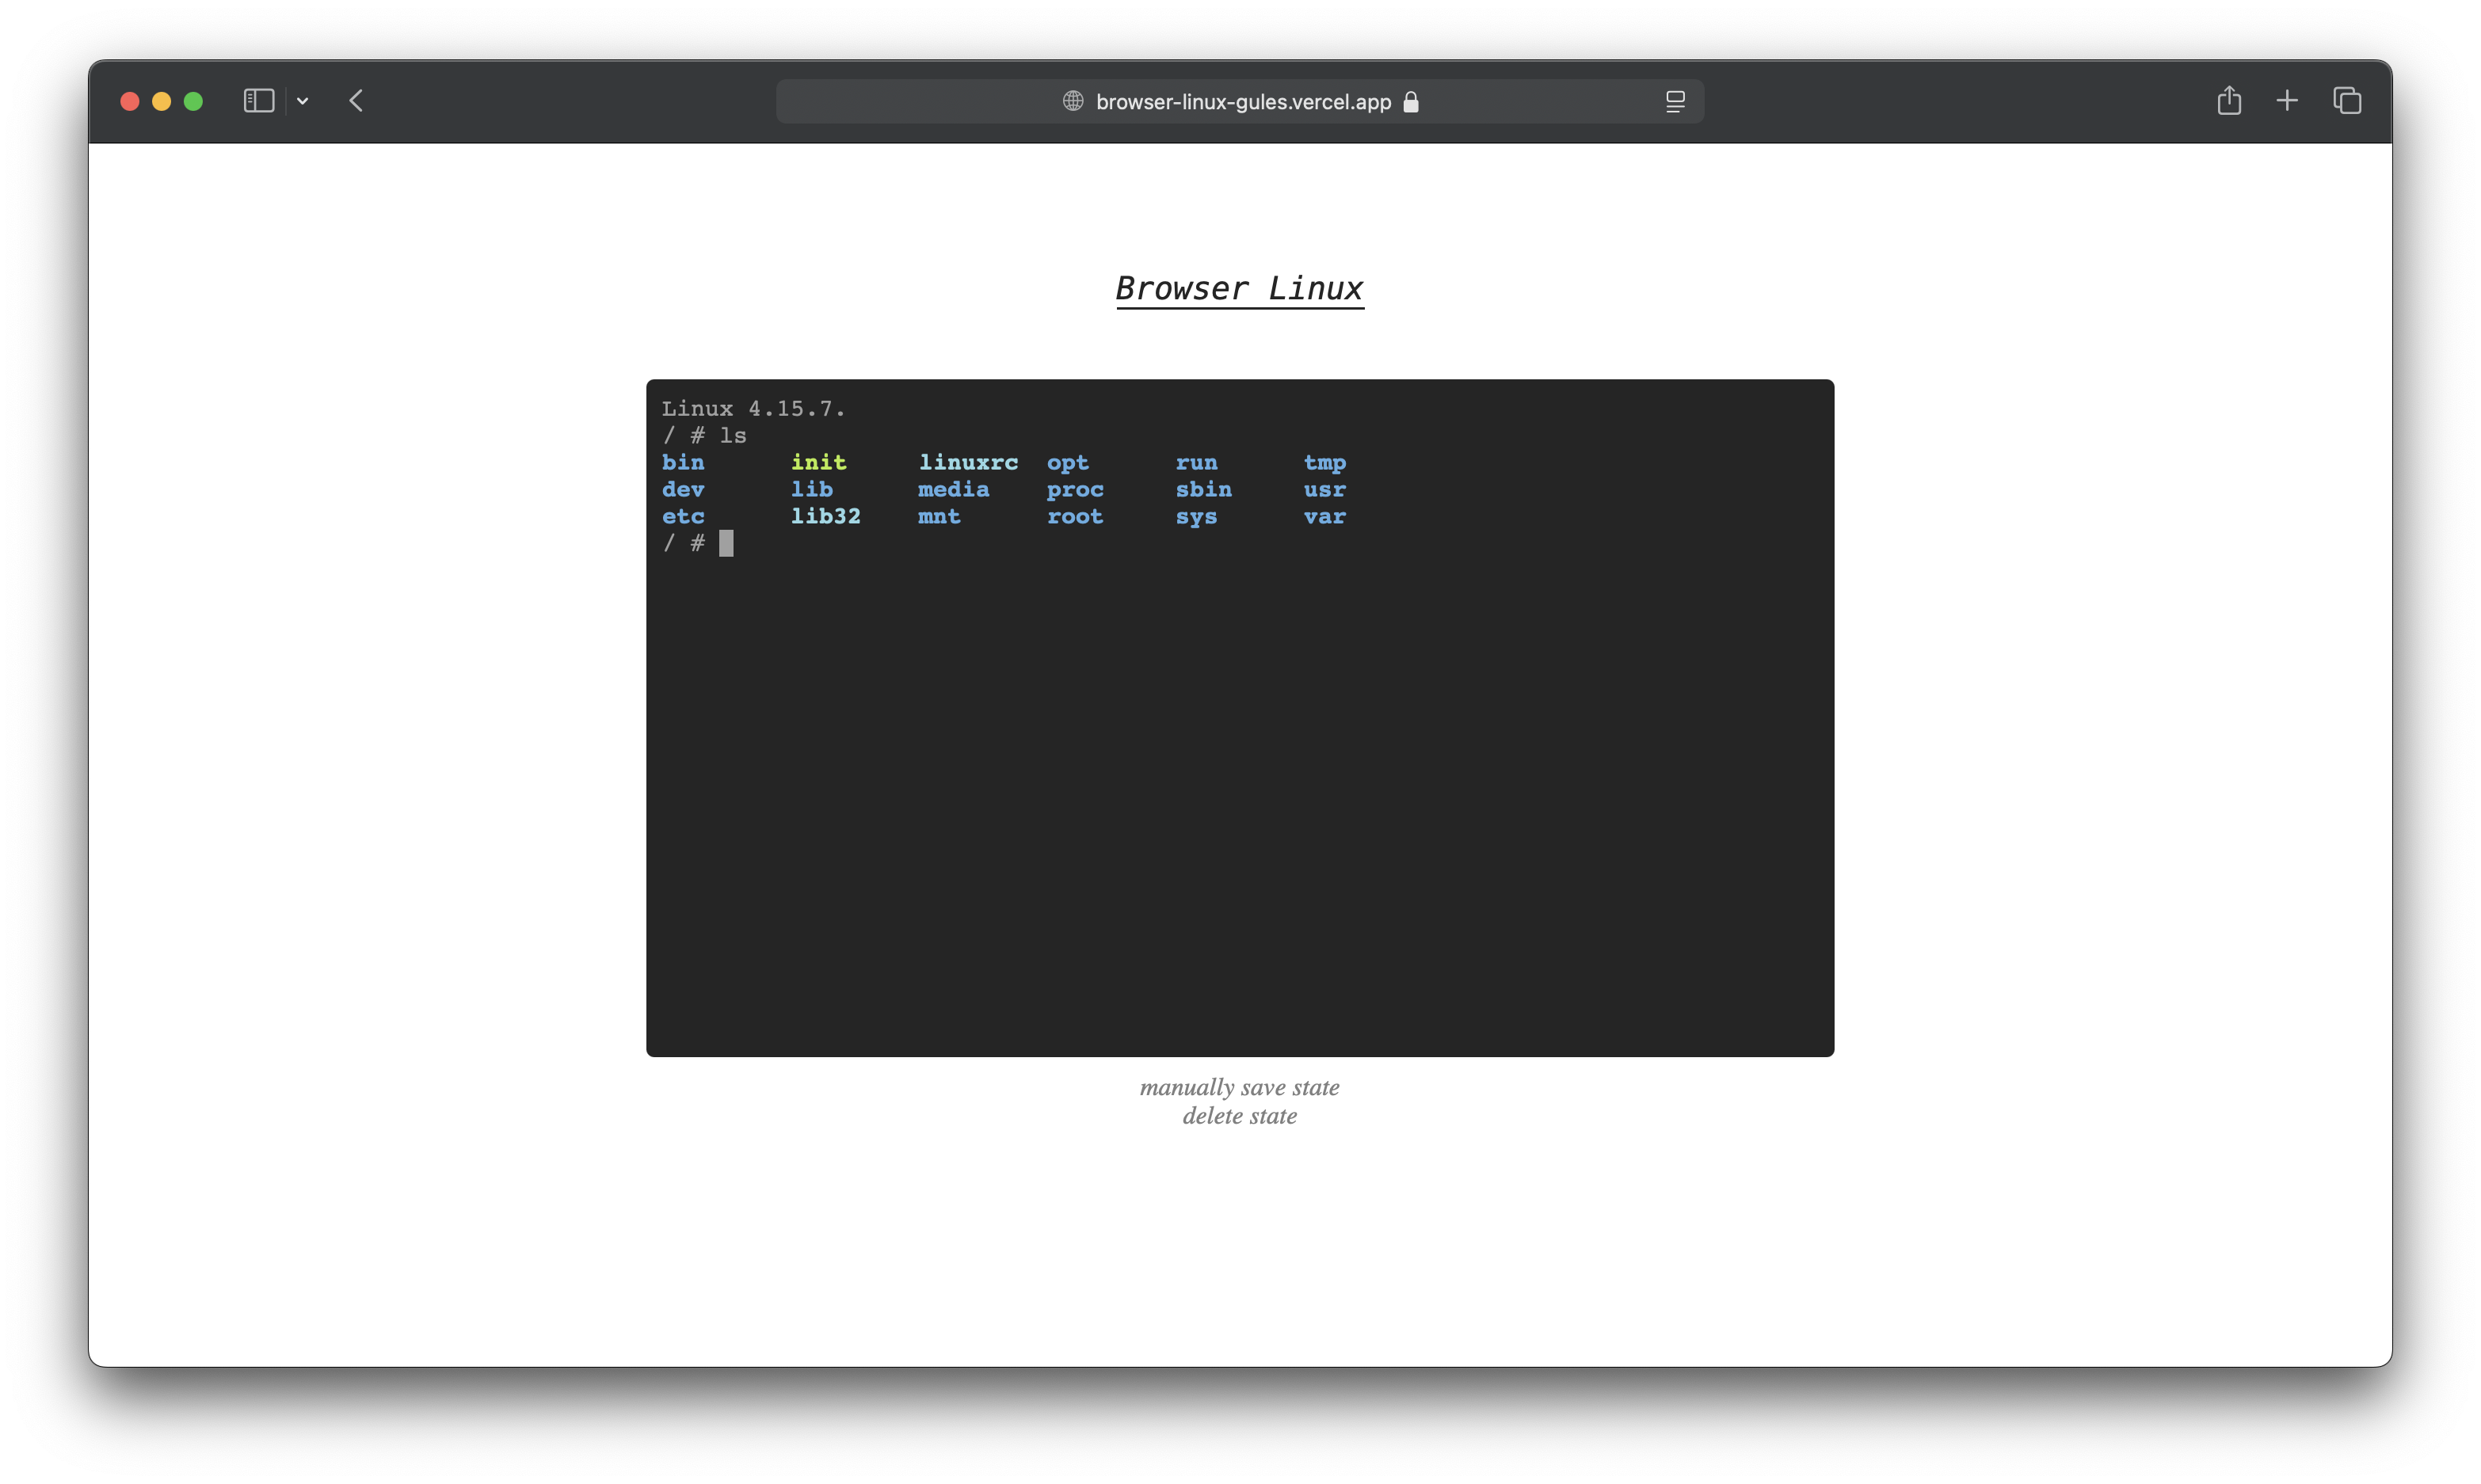 browser-linux-gules.vercel.app
Browser Linux
Linux 4.15.7.
/ # ls
bin init linuxrc opt run tmp
dev lib media proc sbin usr
etc lib32 mnt root sys var
/ #
manually save state
delete state